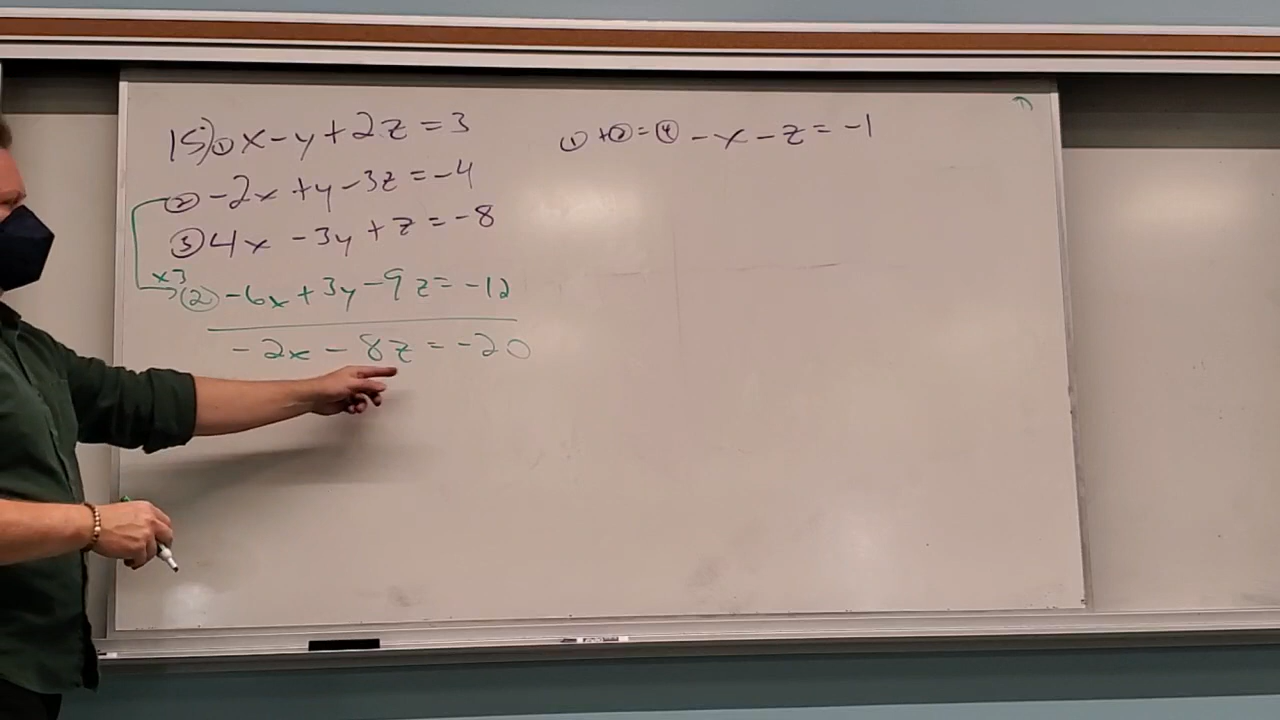 15) ① x - y + 2z = 3
② -2x + y - 3z = -4
③ 4x - 3y + z = -8
x3
② -6x + 3y - 9z = -12
-2x - 8z = -20
① + ② = ④ -x - z = -1